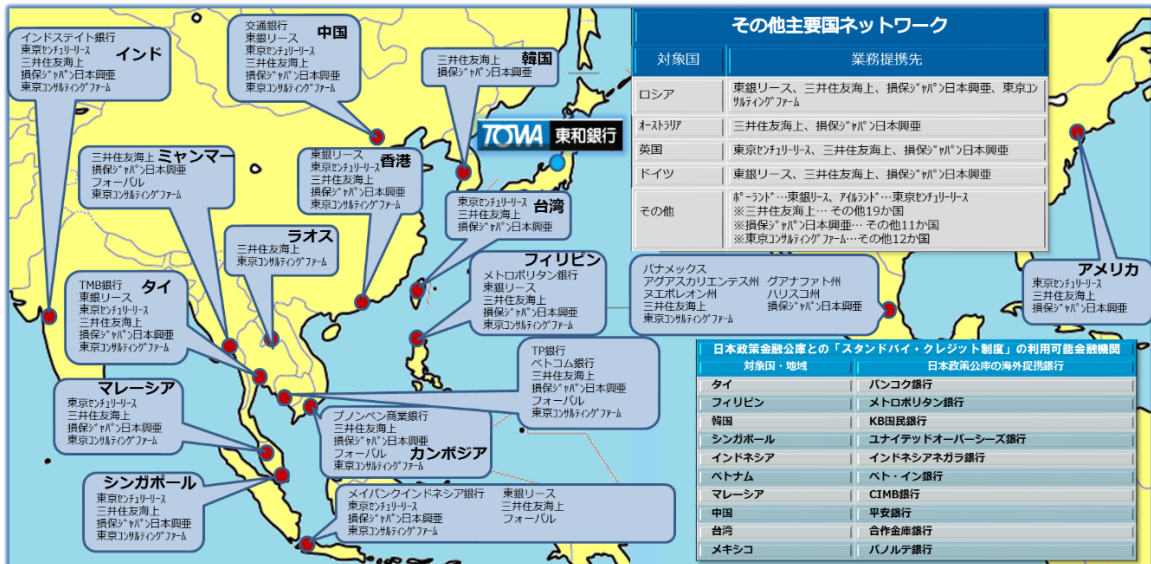 インドステイト銀行
東京ｾﾝﾁｭﾘｰﾘｰｽ
三井住友海上
損保ｼﾞｬﾊﾟﾝ日本興亜
東京コンサルティングファーム
インド
交通銀行
東銀リース
東京ｾﾝﾁｭﾘｰﾘｰｽ
三井住友海上
損保ｼﾞｬﾊﾟﾝ日本興亜
東京ｺﾝｻﾙﾃｨﾝｸﾞﾌｧｰﾑ
中国
三井住友海上
損保ｼﾞｬﾊﾟﾝ日本興亜
韓国
TOWA 東和銀行
三井住友海上
損保ｼﾞｬﾊﾟﾝ日本興亜
フォーバル
東京ｺﾝｻﾙﾃｨﾝｸﾞﾌｧｰﾑ
ミャンマー
東銀リース
東京ｾﾝﾁｭﾘｰﾘｰｽ
三井住友海上
損保ｼﾞｬﾊﾟﾝ日本興亜
東京ｺﾝｻﾙﾃｨﾝｸﾞﾌｧｰﾑ
香港
東京ｾﾝﾁｭﾘｰﾘｰｽ
三井住友海上
損保ｼﾞｬﾊﾟﾝ日本興亜
台湾
ラオス
三井住友海上
東京ｺﾝｻﾙﾃｨﾝｸﾞﾌｧｰﾑ
フィリピン
メトロポリタン銀行
東銀リース
三井住友海上
損保ｼﾞｬﾊﾟﾝ日本興亜
東京ｺﾝｻﾙﾃｨﾝｸﾞﾌｧｰﾑ
TMB銀行
東銀リース
東京ｾﾝﾁｭﾘｰﾘｰｽ
三井住友海上
損保ｼﾞｬﾊﾟﾝ日本興亜
東京ｺﾝｻﾙﾃｨﾝｸﾞﾌｧｰﾑ
タイ
マレーシア
東京ｾﾝﾁｭﾘｰﾘｰｽ
三井住友海上
損保ｼﾞｬﾊﾟﾝ日本興亜
東京ｺﾝｻﾙﾃｨﾝｸﾞﾌｧｰﾑ
TP銀行
ベトコム銀行
三井住友海上
損保ｼﾞｬﾊﾟﾝ日本興亜
フォーバル
東京ｺﾝｻﾙﾃｨﾝｸﾞﾌｧｰﾑ
プノンペン商業銀行
三井住友海上
損保ｼﾞｬﾊﾟﾝ日本興亜
フォーバル
東京ｺﾝｻﾙﾃｨﾝｸﾞﾌｧｰﾑ
カンボジア
シンガポール
東京ｾﾝﾁｭﾘｰﾘｰｽ
三井住友海上
損保ｼﾞｬﾊﾟﾝ日本興亜
東京ｺﾝｻﾙﾃｨﾝｸﾞﾌｧｰﾑ
メイバンクインドネシア銀行 東銀リース
東京ｾﾝﾁｭﾘｰﾘｰｽ 三井住友海上
損保ｼﾞｬﾊﾟﾝ日本興亜 フォーバル
東京ｺﾝｻﾙﾃｨﾝｸﾞﾌｧｰﾑ
その他主要国ネットワーク
対象国 業務提携先
ロシア 東銀リース、三井住友海上、損保ｼﾞｬﾊﾟﾝ日本興亜、東京ｺﾝ
ｻﾙﾃｨﾝｸﾞﾌｧｰﾑ
ｵｰｽﾄﾗﾘｱ 三井住友海上、損保ｼﾞｬﾊﾟﾝ日本興亜
英国 東京ｾﾝﾁｭﾘｰﾘｰｽ、三井住友海上、損保ｼﾞｬﾊﾟﾝ日本興亜
ドイツ 東銀リース、三井住友海上、損保ｼﾞｬﾊﾟﾝ日本興亜
その他 ﾎﾟｰﾗﾝﾄﾞ…東銀ﾘｰｽ、ｱｲﾙﾗﾝﾄﾞ…東京ｾﾝﾁｭﾘｰﾘｰｽ
※三井住友海上… その他19か国
※損保ｼﾞｬﾊﾟﾝ日本興亜… その他11か国
※東京ｺﾝｻﾙﾃｨﾝｸﾞﾌｧｰﾑ…その他12か国
バナメックス
アグアスカリエンテス州 グアナファト州
ヌエボレオン州 ハリスコ州
三井住友海上 損保ｼﾞｬﾊﾟﾝ日本興亜
東京ｺﾝｻﾙﾃｨﾝｸﾞﾌｧｰﾑ
アメリカ
東京ｾﾝﾁｭﾘｰﾘｰｽ
三井住友海上
損保ｼﾞｬﾊﾟﾝ日本興亜
日本政策金融公庫との「スタンドバイ・クレジット制度」の利用可能金融機関
対象国・地域 日本政策公庫の海外提携銀行
タイ バンコク銀行
フィリピン メトロポリタン銀行
韓国 KB国民銀行
シンガポール ユナイテッドオーバーシーズ銀行
インドネシア インドネシアネガラ銀行
ベトナム ベト・イン銀行
マレーシア CIMB銀行
中国 平安銀行
台湾 合作金庫銀行
メキシコ バノルテ銀行